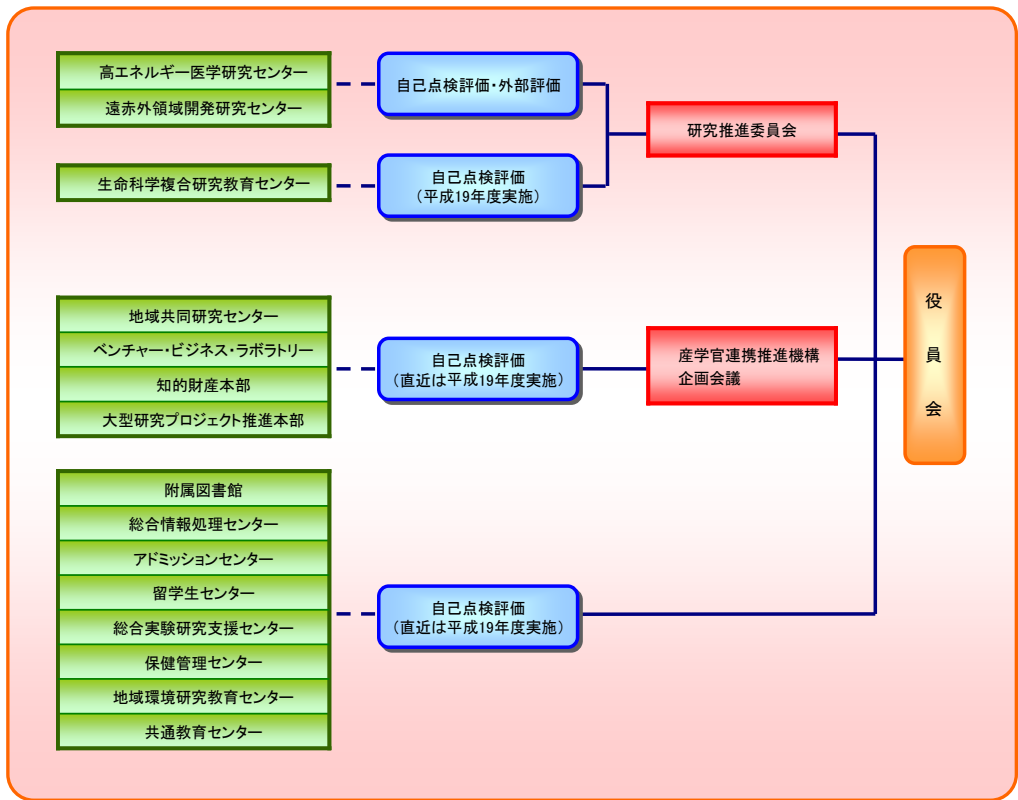 高エネルギー医学研究センター
遠赤外領域開発研究センター
自己点検評価・外部評価
研究推進委員会
生命科学複合研究教育センター
自己点検評価
（平成19年度実施）
地域共同研究センター
ベンチャー・ビジネス・ラボラトリー
知的財産本部
大型研究プロジェクト推進本部
自己点検評価
（直近は平成19年度実施）
産学官連携推進機構
企画会議
役員会
附属図書館
総合情報処理センター
アドミッションセンター
留学生センター
総合実験研究支援センター
保健管理センター
地域環境研究教育センター
共通教育センター
自己点検評価
（直近は平成19年度実施）